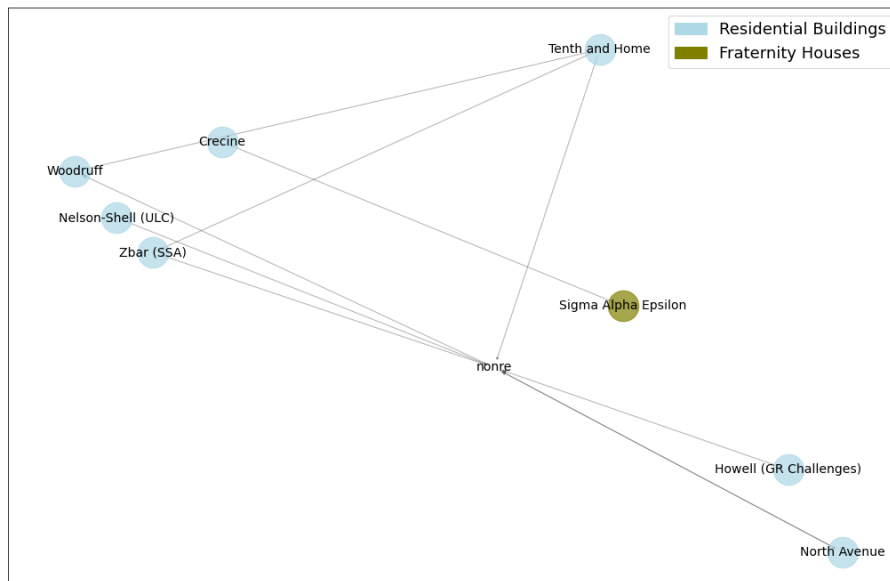 Residential Buildings
Fraternity Houses
Tenth and Home
Crecine
Woodruff
Nelson-Shell (ULC)
Zbar (SSA)
Sigma Alpha Epsilon
nonre
Howell (GR Challenges)
North Avenue